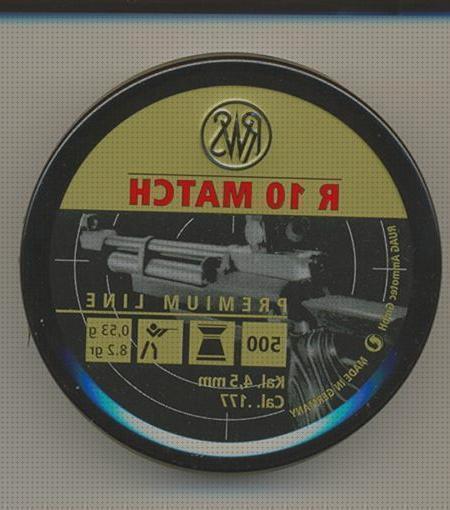 RWS
R 10 MATCH
PREMIUM LINE
500
0,53 g
8.2 gr
Kal. 4,5 mm
Cal. .177
RUAG Ammotec GmbH
MADE IN GERMANY